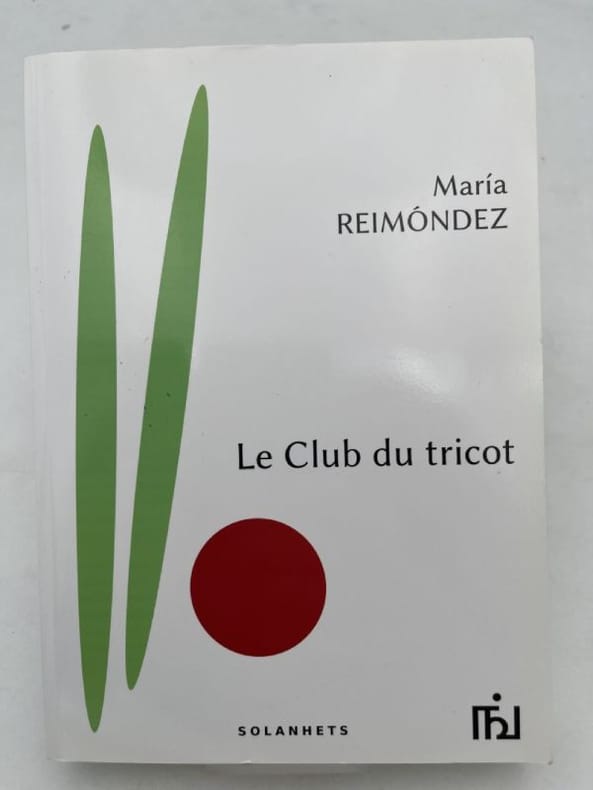 María
REIMÓNDEZ
Le Club du tricot
SOLANHETS